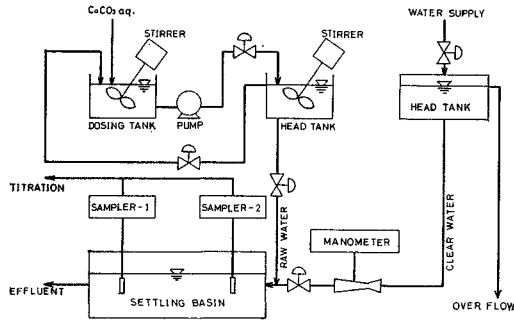 CaCO3 aq.
STIRRER
STIRRER
WATER SUPPLY
DOSING TANK
PUMP
HEAD TANK
HEAD TANK
TITRATION
SAMPLER-1
SAMPLER-2
RAW WATER
MANOMETER
CLEAR WATER
EFFLUENT
SETTLING BASIN
OVER FLOW